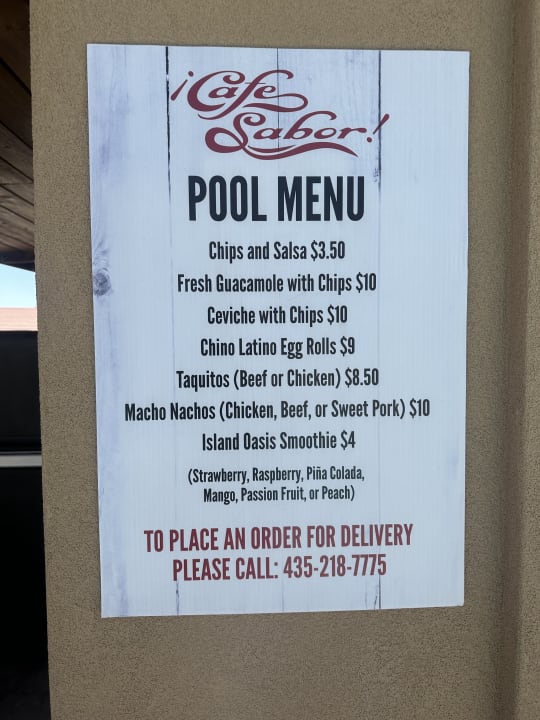 ¡Cafe
Sabor!
POOL MENU
Chips and Salsa $3.50
Fresh Guacamole with Chips $10
Ceviche with Chips $10
Chino Latino Egg Rolls $9
Taquitos (Beef or Chicken) $8.50
Macho Nachos (Chicken, Beef, or Sweet Pork) $10
Island Oasis Smoothie $4
(Strawberry, Raspberry, Piña Colada,
Mango, Passion Fruit, or Peach)
TO PLACE AN ORDER FOR DELIVERY
PLEASE CALL: 435-218-7775